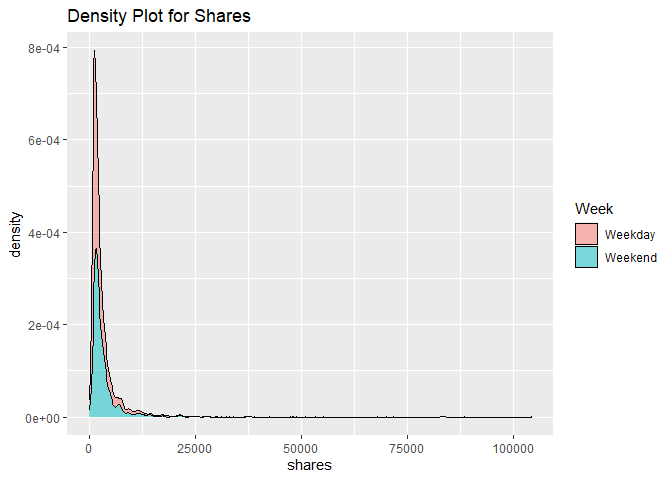 Density Plot for Shares
8e-04
6e-04
4e-04
2e-04
0e+00
density
0 25000 50000 75000 100000
shares
Week
Weekday
Weekend